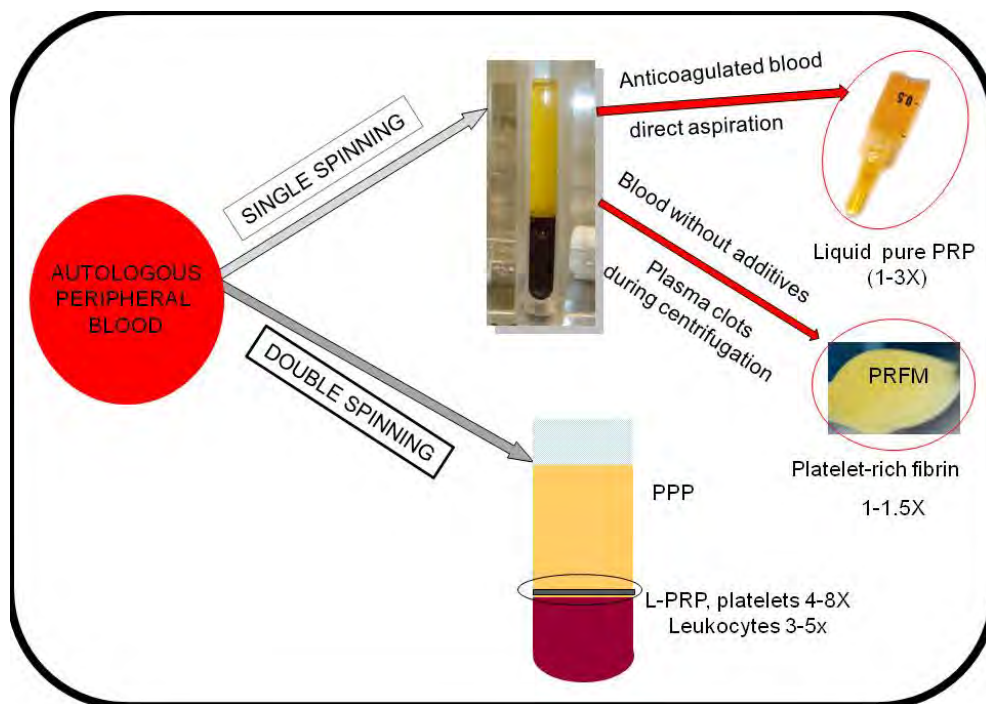 AUTOLOGOUS
PERIPHERAL
BLOOD
SINGLE SPINNING
DOUBLE SPINNING
Anticoagulated blood
direct aspiration
Blood without additives
Plasma clots
during centrifugation
- 0.5
Liquid pure PRP
(1-3X)
PRFM
Platelet-rich fibrin
1-1.5X
PPP
L-PRP, platelets 4-8X
Leukocytes 3-5x